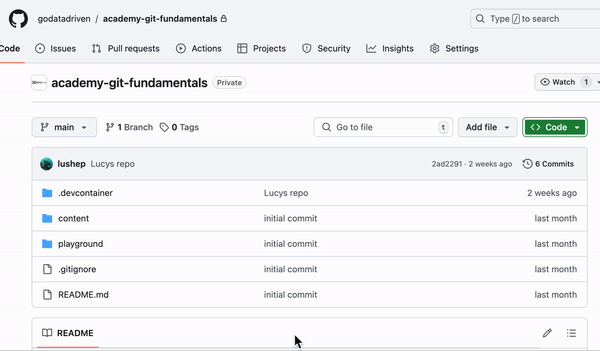 godatadriven / academy-git-fundamentals
Type / to search
Code Issues Pull requests Actions Projects Security Insights Settings
academy-git-fundamentals Private
Watch 1
main 1 Branch 0 Tags Go to file t Add file <> Code
lushep Lucys repo 2ad2291 · 2 weeks ago 6 Commits
.devcontainer Lucys repo 2 weeks ago
content initial commit last month
playground initial commit last month
.gitignore initial commit last month
README.md initial commit last month
README